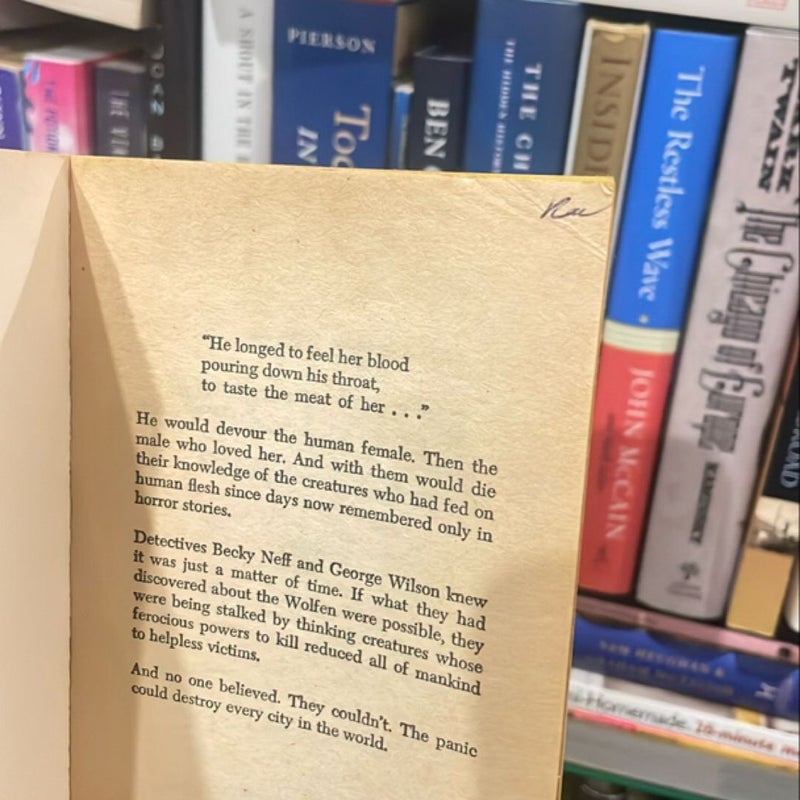 PIERSON
A SHOUT IN THE
Too
IN
BEN
THE CH
INSID
The Restless Wave
JOHN MCCAIN
TWAIN
“He longed to feel her blood
pouring down his throat,
to taste the meat of her . . .”
He would devour the human female. Then the
male who loved her. And with them would die
their knowledge of the creatures who had fed on
human flesh since days now remembered only in
horror stories.
Detectives Becky Neff and George Wilson knew
it was just a matter of time. If what they had
discovered about the Wolfen were possible, they
were being stalked by thinking creatures whose
ferocious powers to kill reduced all of mankind
to helpless victims.
And no one believed. They couldn't. The panic
could destroy every city in the world.